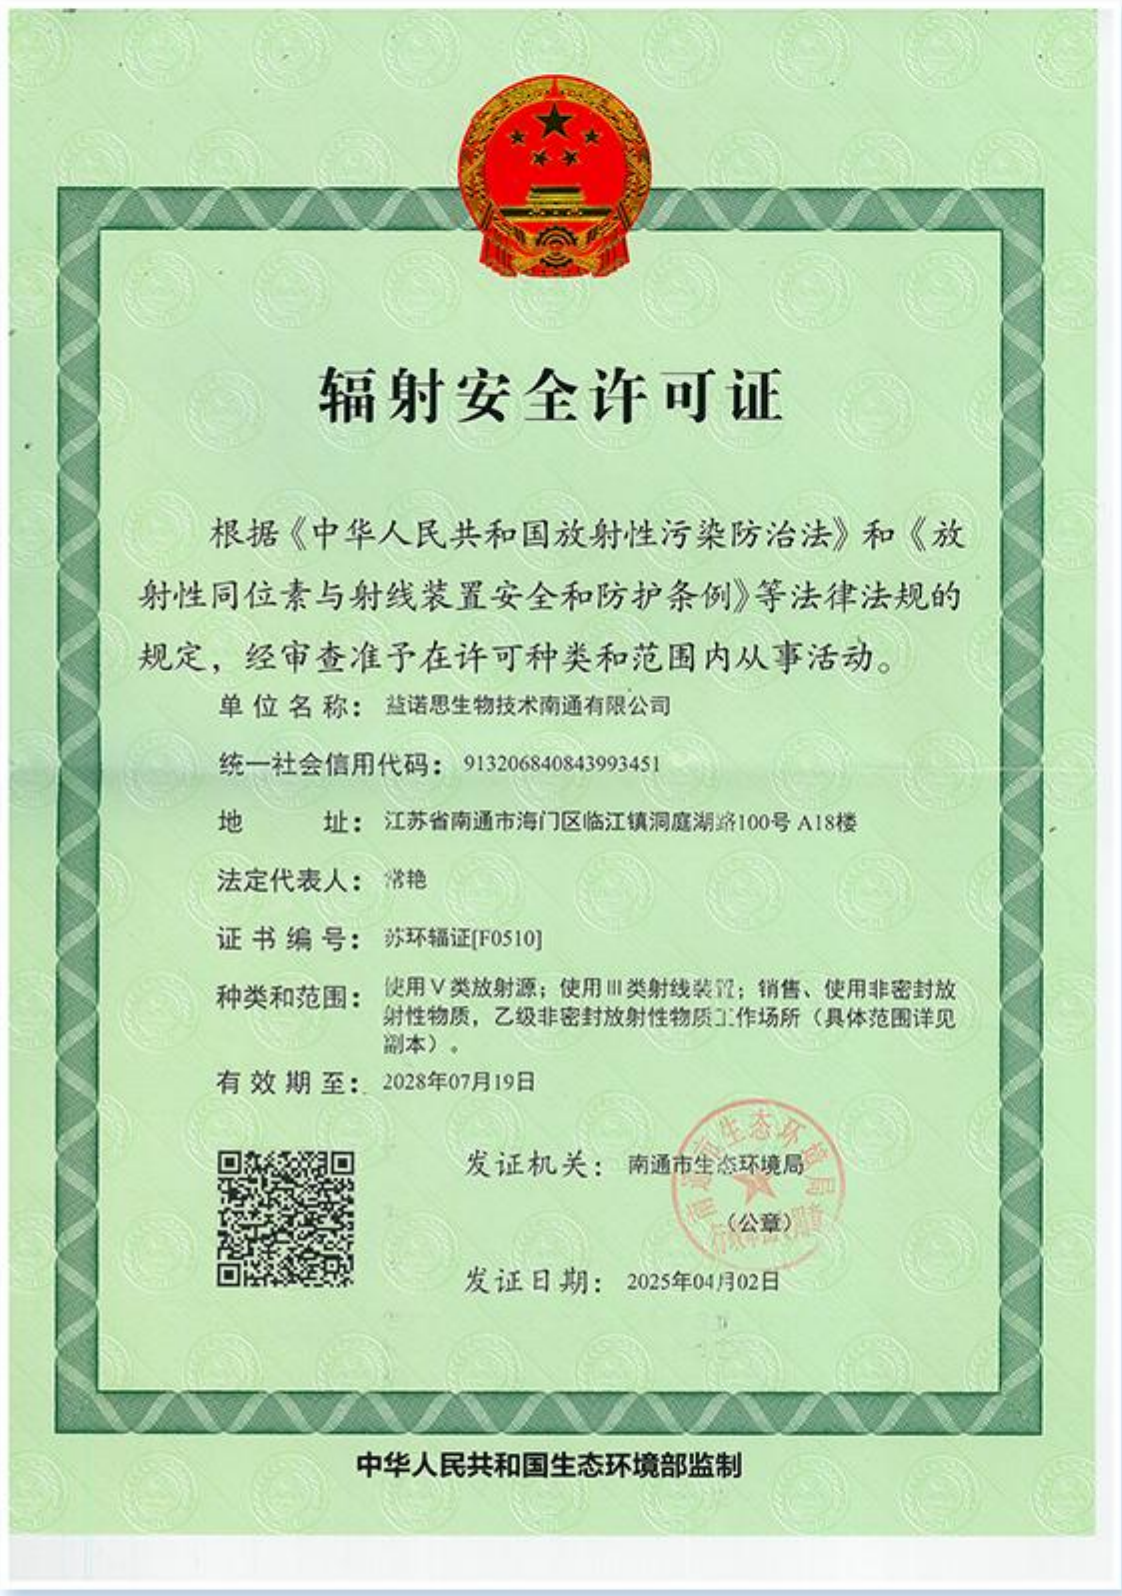 辐射安全许可证
根据《中华人民共和国放射性污染防治法》和《放
射性同位素与射线装置安全和防护条例》等法律法规的
规定，经审查准予在许可种类和范围内从事活动。
单位名称： 益诺思生物技术南通有限公司
统一社会信用代码： 913206840843993451
地 址： 江苏省南通市海门区临江镇洞庭湖路100号 A18楼
法定代表人： 常艳
证书编号： 苏环辐证[F0510]
种类和范围： 使用Ⅴ类放射源；使用Ⅲ类射线装置；销售、使用非密封放
射性物质，乙级非密封放射性物质工作场所（具体范围详见
副本）。
有效期至： 2028年07月19日
发证机关： 南通市生态环境局
南通市生态环境局
（公章）
发证日期： 2025年04月02日
中华人民共和国生态环境部监制